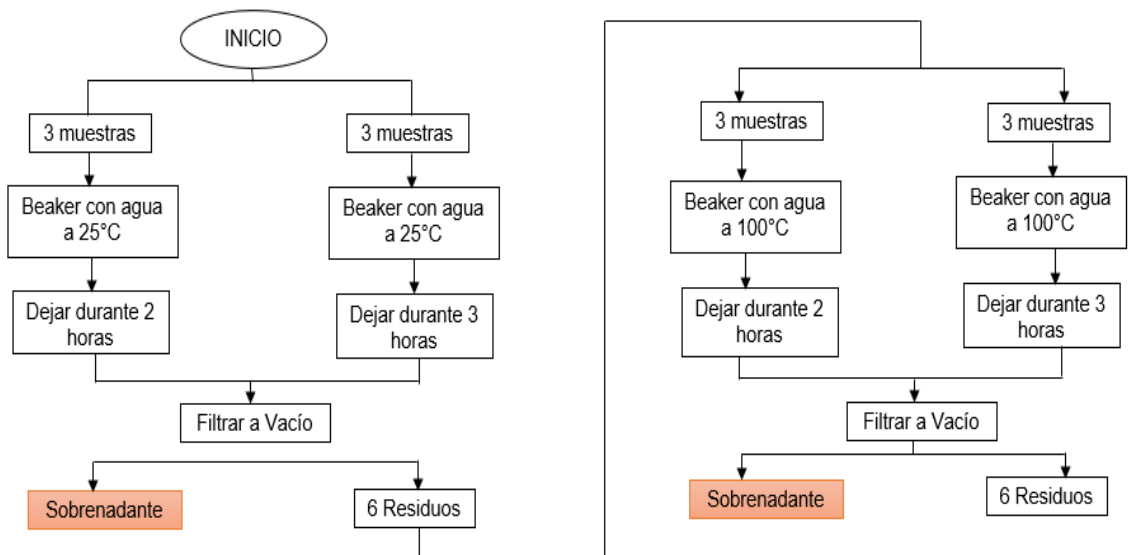 INICIO
3 muestras
3 muestras
Beaker con agua
a 25°C
Beaker con agua
a 25°C
Dejar durante 2
horas
Dejar durante 3
horas
Filtrar a Vacío
Sobrenadante
6 Residuos
3 muestras
3 muestras
Beaker con agua
a 100°C
Beaker con agua
a 100°C
Dejar durante 2
horas
Dejar durante 3
horas
Filtrar a Vacío
Sobrenadante
6 Residuos